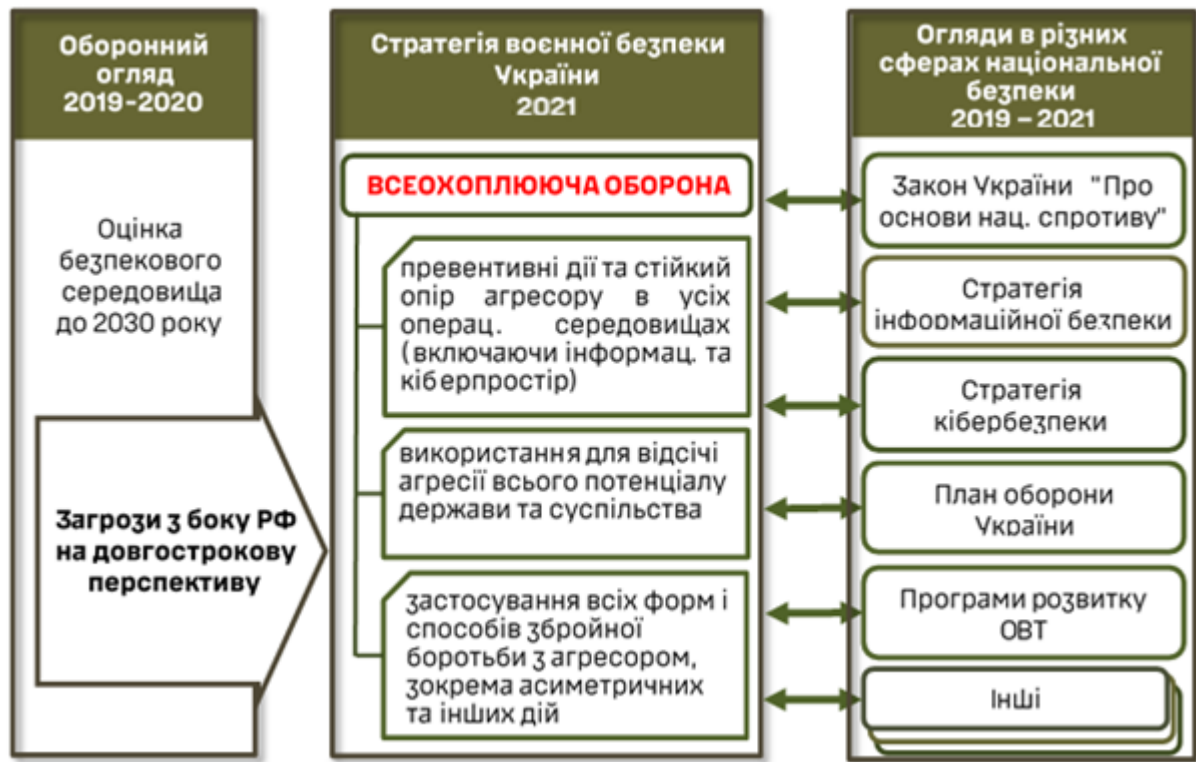 Оборонний
огляд
2019-2020
Оцінка
безпекового
середовища
до 2030 року
Загрози з боку РФ
на довгострокову
перспективу
Стратегія воєнної безпеки
України
2021
ВСЕОХОПЛЮЮЧА ОБОРОНА
превентивні дії та стійкий
опір агресору в усіх
операц. середовищах
(включаючи інформац. та
кіберпростір)
використання для відсічі
агресії всього потенціалу
держави та суспільства
застосування всіх форм і
способів збройної
боротьби з агресором,
зокрема асиметричних
та інших дій
Огляди в різних
сферах національної
безпеки
2019 – 2021
Закон України "Про
основи нац. спротиву"
Стратегія
інформаційної безпеки
Стратегія
кібербезпеки
План оборони
України
Програми розвитку
ОВТ
Інші